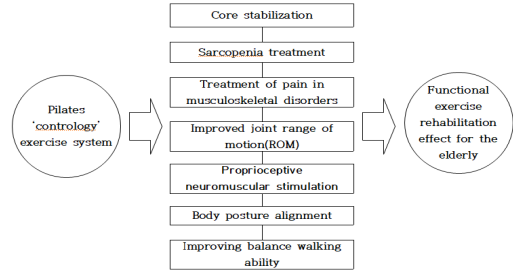 Pilates
'contrology'
exercise system
Core stabilization
Sarcopenia treatment
Treatment of pain in
musculoskeletal disorders
Improved joint range of
motion(ROM)
Proprioceptive
neuromuscular stimulation
Body posture alignment
Improving balance walking
ability
Functional
exercise
rehabilitation
effect for the
elderly